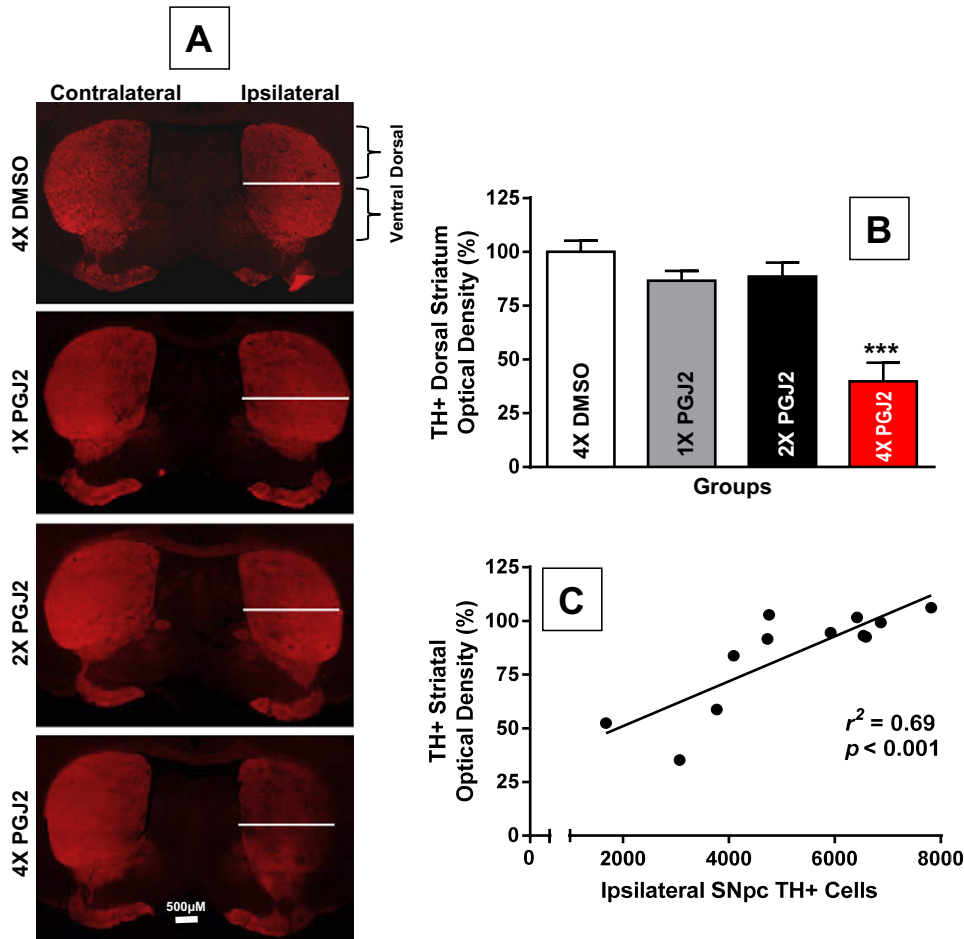 A
Contralateral Ipsilateral
4X DMSO
Ventral Dorsal
1X PGJ2
2X PGJ2
4X PGJ2
500µM
B
TH+ Dorsal Striatum
Optical Density (%)
125
100
75
50
25
0
4X DMSO
1X PGJ2
2X PGJ2
4X PGJ2
***
Groups
C
TH+ Striatal
Optical Density (%)
125
100
75
50
25
0
r² = 0.69
p < 0.001
0 2000 4000 6000 8000
Ipsilateral SNpc TH+ Cells